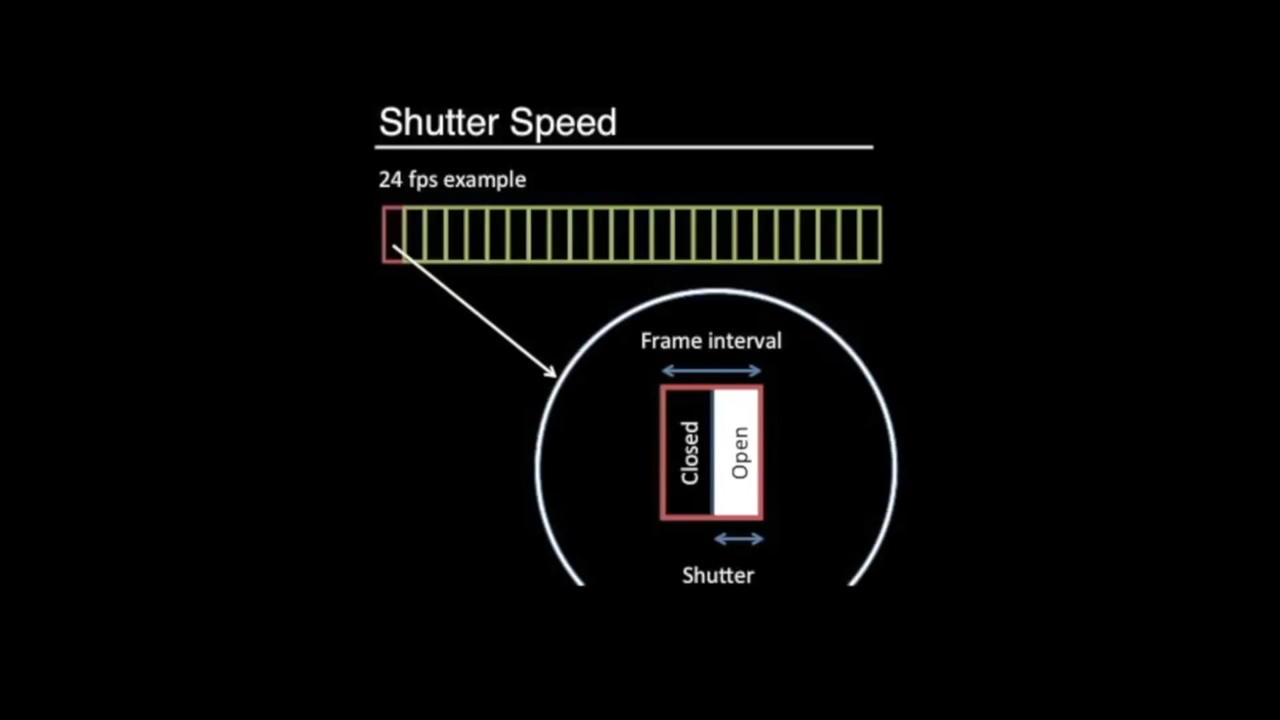 Shutter Speed
24 fps example
Frame interval
Closed
Open
Shutter